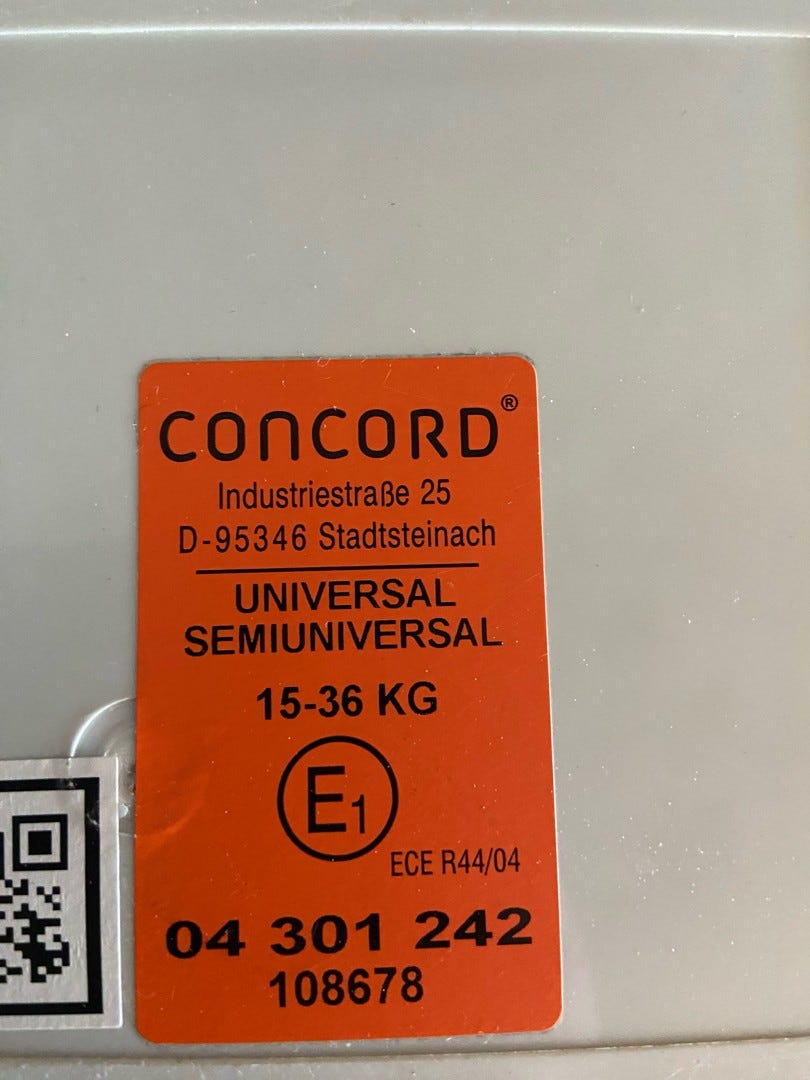 CONCORD®
Industriestraße 25
D-95346 Stadtsteinach
UNIVERSAL
SEMIUNIVERSAL
15-36 KG
E1
ECE R44/04
04 301 242
108678